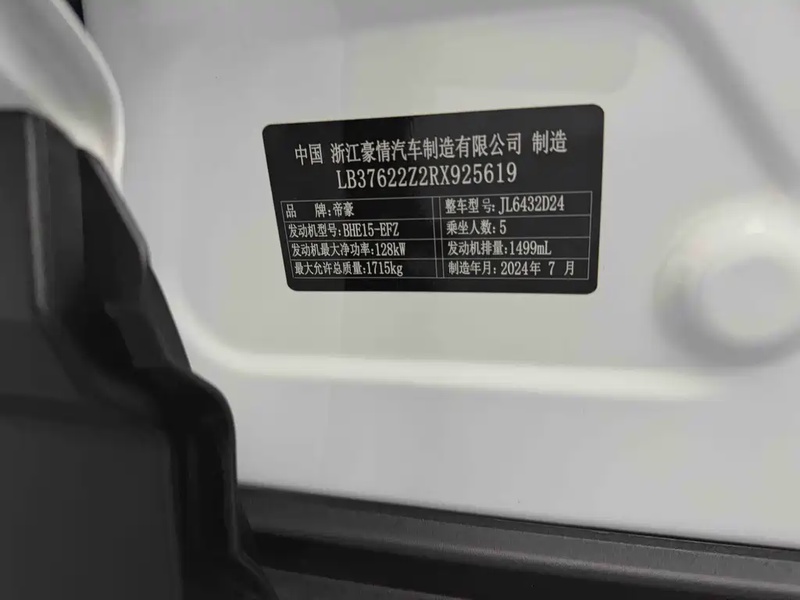 中国 浙江豪情汽车制造有限公司 制造
LB37622Z2RX925619
品 牌:帝豪 整车型号:JL6432D24
发动机型号:BHE15-EFZ 乘坐人数:5
发动机最大净功率:128kW 发动机排量:1499mL
最大允许总质量:1715kg 制造年月:2024年 7 月